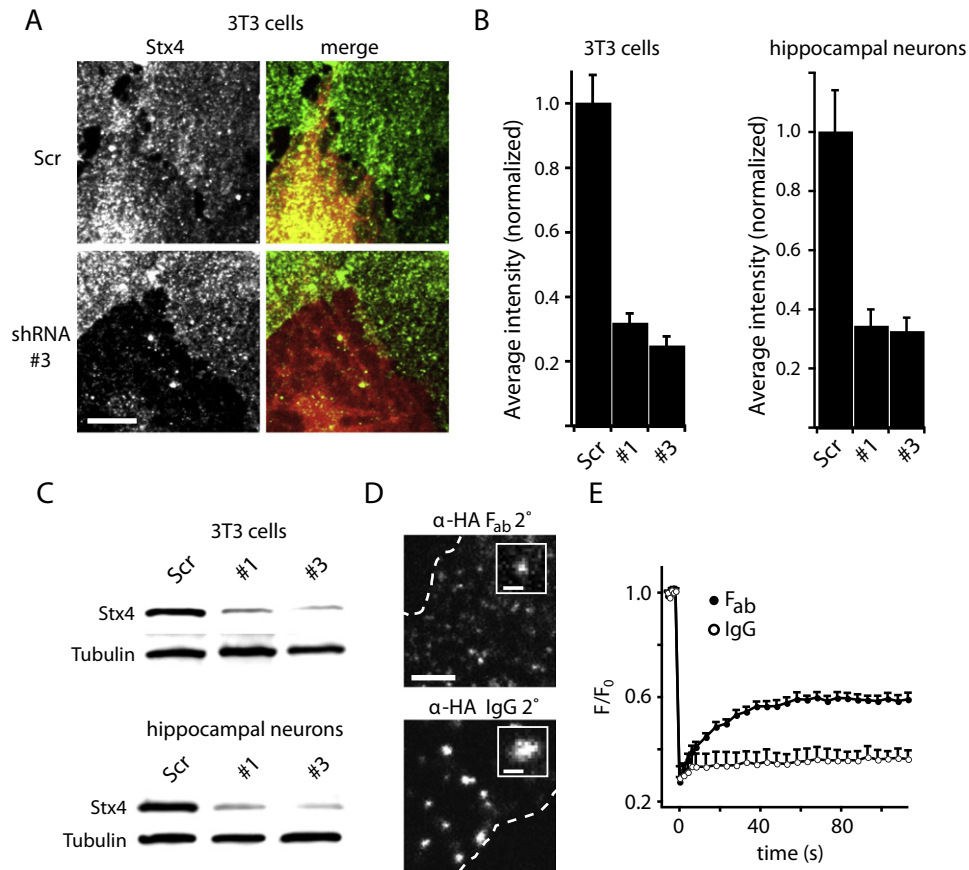 A
3T3 cells
Stx4
merge
Scr
shRNA
#3
B
3T3 cells
Average intensity (normalized)
1.0
0.8
0.6
0.4
0.2
Scr
#1
#3
hippocampal neurons
Average intensity (normalized)
1.0
0.8
0.6
0.4
0.2
Scr
#1
#3
C
3T3 cells
Scr
#1
#3
Stx4
Tubulin
hippocampal neurons
Scr
#1
#3
Stx4
Tubulin
D
α-HA Fab 2°
α-HA IgG 2°
E
F/F0
1.0
0.6
0.2
Fab
IgG
0
40
80
time (s)